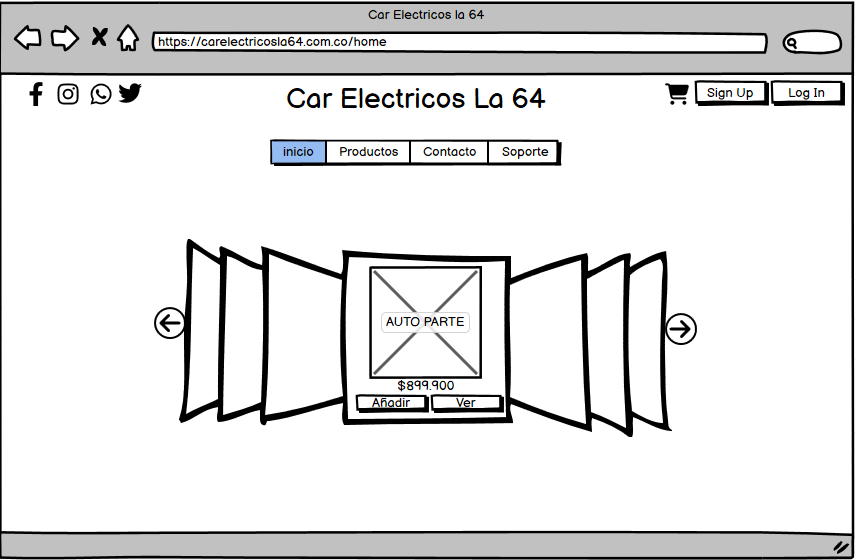 Car Electricos la 64
https://carelectricosla64.com.co/home
Car Electricos La 64
Sign Up
Log In
inicio
Productos
Contacto
Soporte
AUTO PARTE
$899.900
Añadir
Ver